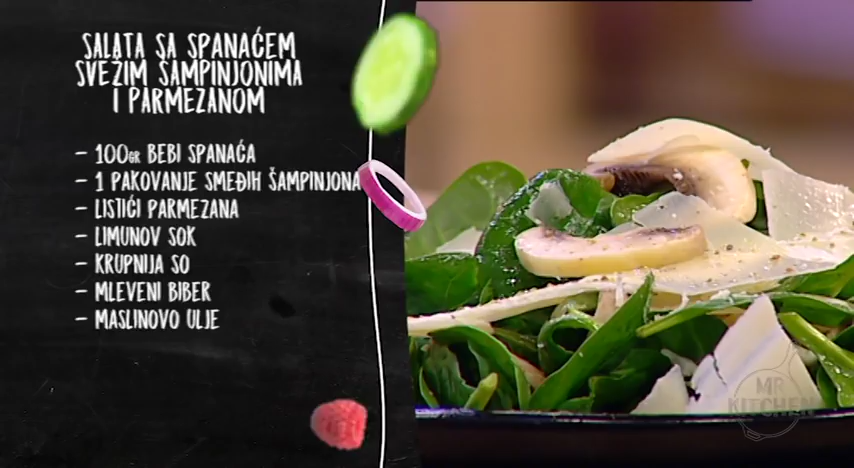 SALATA SA SPANAĆEM
SVEŽIM ŠAMPINJONIMA
I PARMEZANOM
- 100GR BEBI SPANAĆA
- 1 PAKOVANJE SMEĐIH ŠAMPINJONA
- LISTIĆI PARMEZANA
- LIMUNOV SOK
- KRUPNIJA SO
- MLEVENI BIBER
- MASLINOVO ULJE
MR
KITCHEN